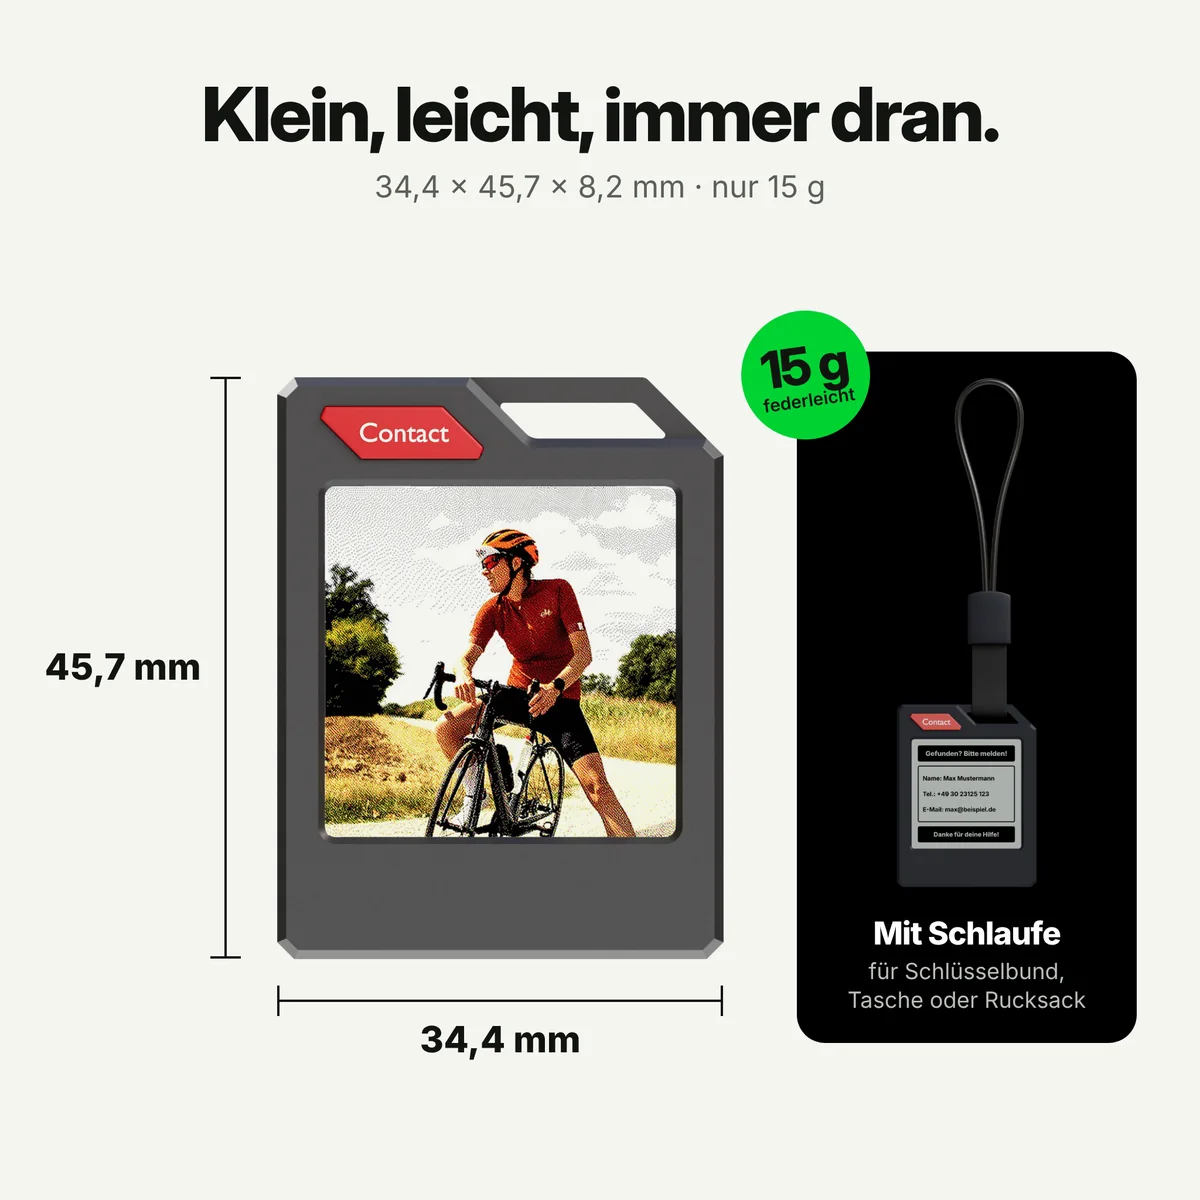 Klein, leicht, immer dran.
34,4 × 45,7 × 8,2 mm · nur 15 g
15 g
federleicht
Contact
45,7 mm
34,4 mm
Contact
Gefunden? Bitte melden!
Name: Max Mustermann
Tel.: +49 30 23125 123
E-Mail: max@beispiel.de
Danke für deine Hilfe!
Mit Schlaufe
für Schlüsselbund,
Tasche oder Rucksack